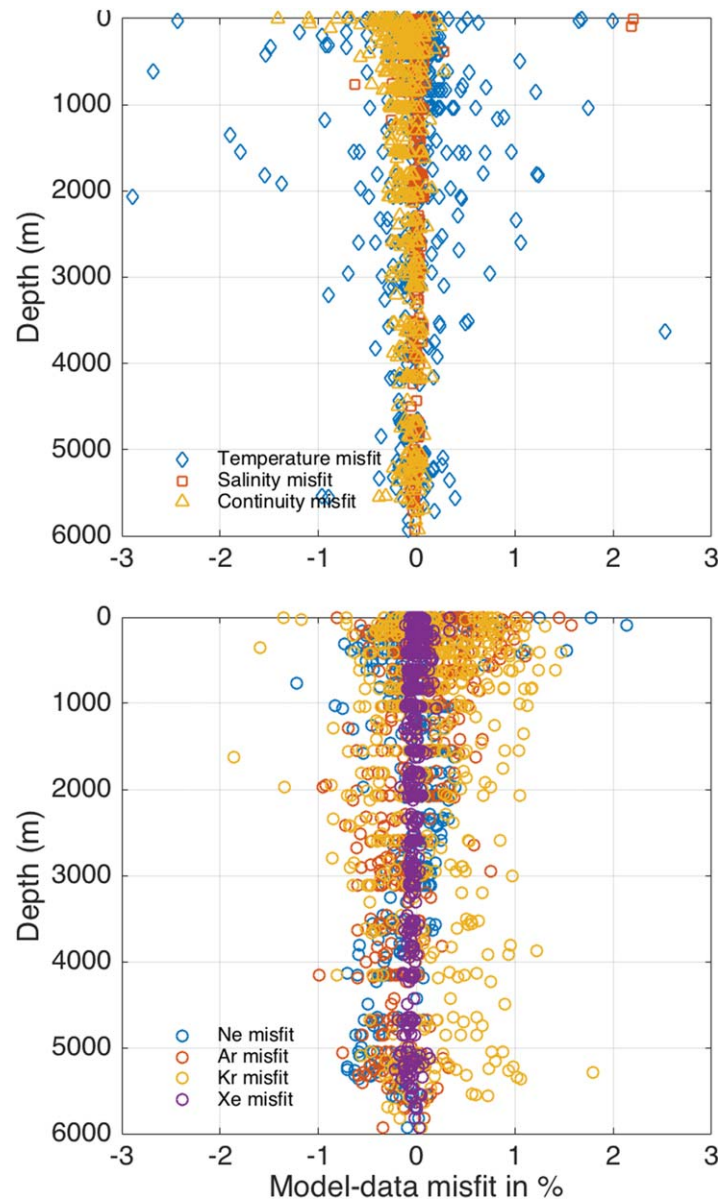 0
1000
2000
3000
4000
5000
6000
Depth (m)
Temperature misfit
Salinity misfit
Continuity misfit
-3 -2 -1 0 1 2 3
0
1000
2000
3000
4000
5000
6000
Depth (m)
Ne misfit
Ar misfit
Kr misfit
Xe misfit
-3 -2 -1 0 1 2 3
Model-data misfit in %